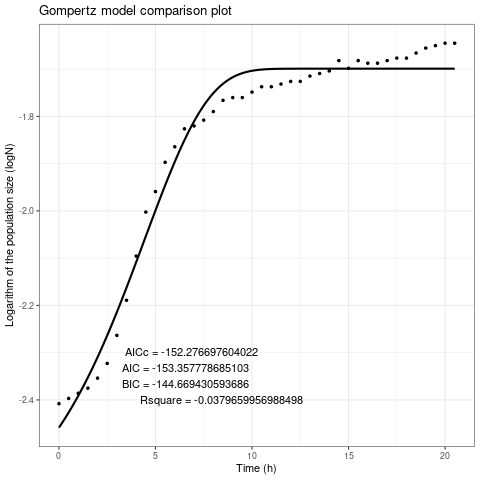 Gompertz model comparison plot
Logarithm of the population size (logN)
-1.8
-2.0
-2.2
-2.4
AICc = -152.276697604022
AIC = -153.357778685103
BIC = -144.669430593686
Rsquare = -0.0379659956988498
0 5 10 15 20
Time (h)